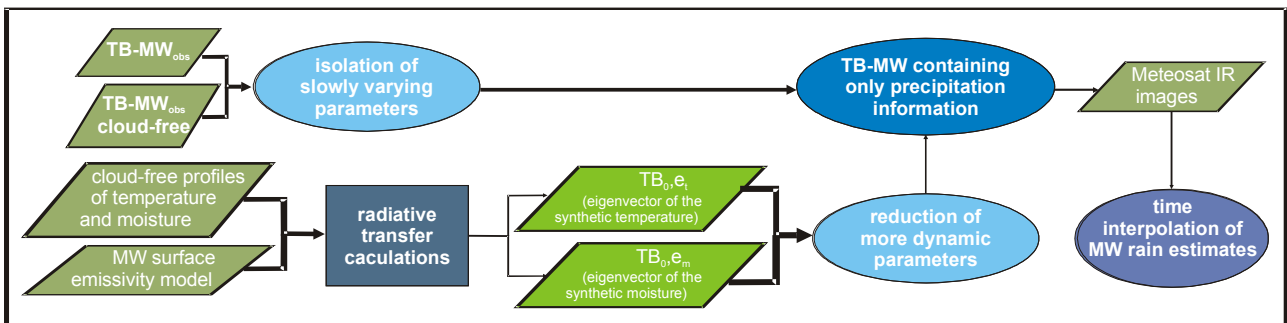 TB-MWobs
TB-MWobs
cloud-free
isolation of
slowly varying
parameters
TB-MW containing
only precipitation
information
Meteosat IR
images
cloud-free profiles
of temperature
and moisture
MW surface
emissivity model
radiative
transfer
caculations
TB0,et
(eigenvector of the
synthetic temperature)
TB0,em
(eigenvector of the
synthetic moisture)
reduction of
more dynamic
parameters
time
interpolation of
MW rain estimates